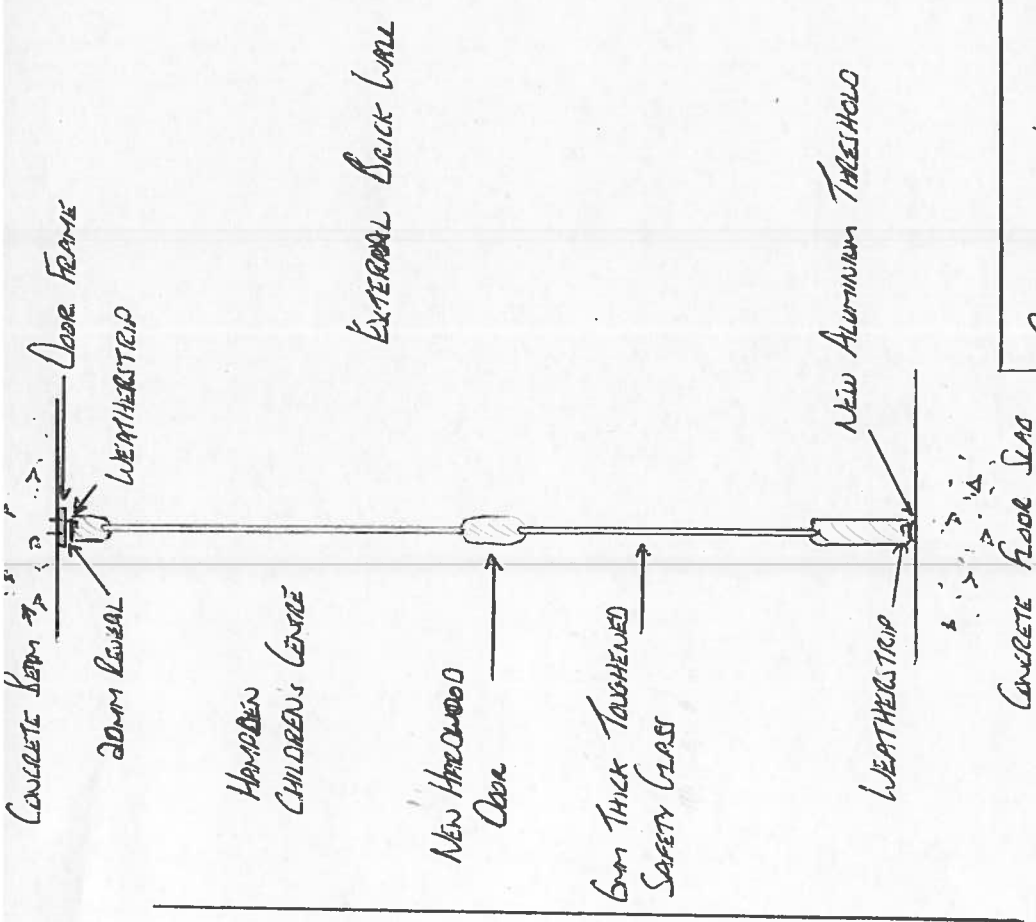 CONCRETE BEAM
DOOR FRAME
WEATHERSTRIP
20MM REVEAL
HAMPDEN
CHILDRENS CENTRE
EXTERNAL BRICK WALL
NEW HARDWOOD
DOOR
6MM THICK TOUGHENED
SAFETY GLASS
NEW ALUMINIUM THRESHOLD
WEATHERSTRIP
CONCRETE FLOOR SLAB